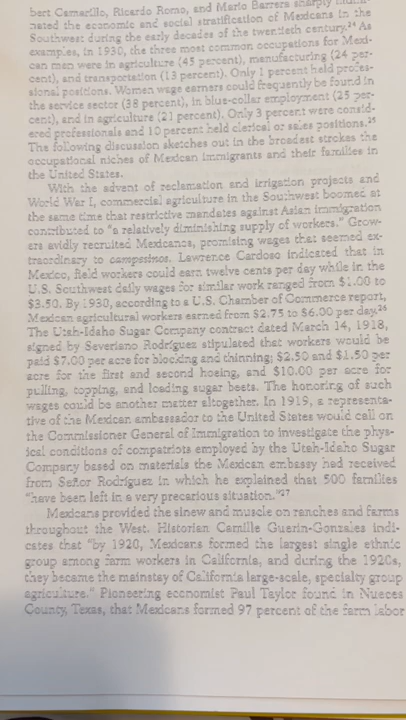 bert Camarillo, Ricardo Romo, and Mario Barrera sharply
nated the economic and social stratification of Mexicans in the
Southwest during the early decades of the twentieth century.²⁴ As
examples, in 1930, the three most common occupations for Mexi-
can men were in agriculture (45 percent), manufacturing (24 per-
cent), and transportation (13 percent). Only 1 percent held profes-
sional positions. Women wage earners could frequently be found in
the service sector (38 percent), in blue-collar employment (25 per-
cent), and in agriculture (21 percent). Only 3 percent were consid-
ered professionals and 10 percent held clerical or sales positions.²⁵
The following discussion sketches out in the broadest strokes the
occupational niches of Mexican immigrants and their families in
the United States.
With the advent of reclamation and irrigation projects and
World War I, commercial agriculture in the Southwest boomed at
the same time that restrictive mandates against Asian immigration
contributed to "a relatively diminishing supply of workers." Grow-
ers avidly recruited Mexicanos, promising wages that seemed ex-
traordinary to campesinos. Lawrence Cardoso indicated that in
Mexico, field workers could earn twelve cents per day while in the
U.S. Southwest daily wages for similar work ranged from $1.00 to
$3.50. By 1930, according to a U.S. Chamber of Commerce report,
Mexican agricultural workers earned from $2.75 to $6.00 per day.²⁶
The Utah-Idaho Sugar Company contract dated March 14, 1918,
signed by Severiano Rodríguez stipulated that workers would be
paid $7.00 per acre for blocking and thinning; $2.50 and $1.50 per
acre for the first and second hoeing, and $10.00 per acre for
pulling, topping, and loading sugar beets. The honoring of such
wages could be another matter altogether. In 1919, a representa-
tive of the Mexican ambassador to the United States would call on
the Commissioner General of Immigration to investigate the phys-
ical conditions of compatriots employed by the Utah-Idaho Sugar
Company based on materials the Mexican embassy had received
from Señor Rodríguez in which he explained that 500 families
"have been left in a very precarious situation."²⁷
Mexicans provided the sinew and muscle on ranches and farms
throughout the West. Historian Camille Guerin-Gonzales indi-
cates that "by 1920, Mexicans formed the largest single ethnic
group among farm workers in California, and during the 1920s,
they became the mainstay of California large-scale, specialty group
agriculture." Pioneering economist Paul Taylor found in Nueces
County, Texas, that Mexicans formed 97 percent of the farm labor